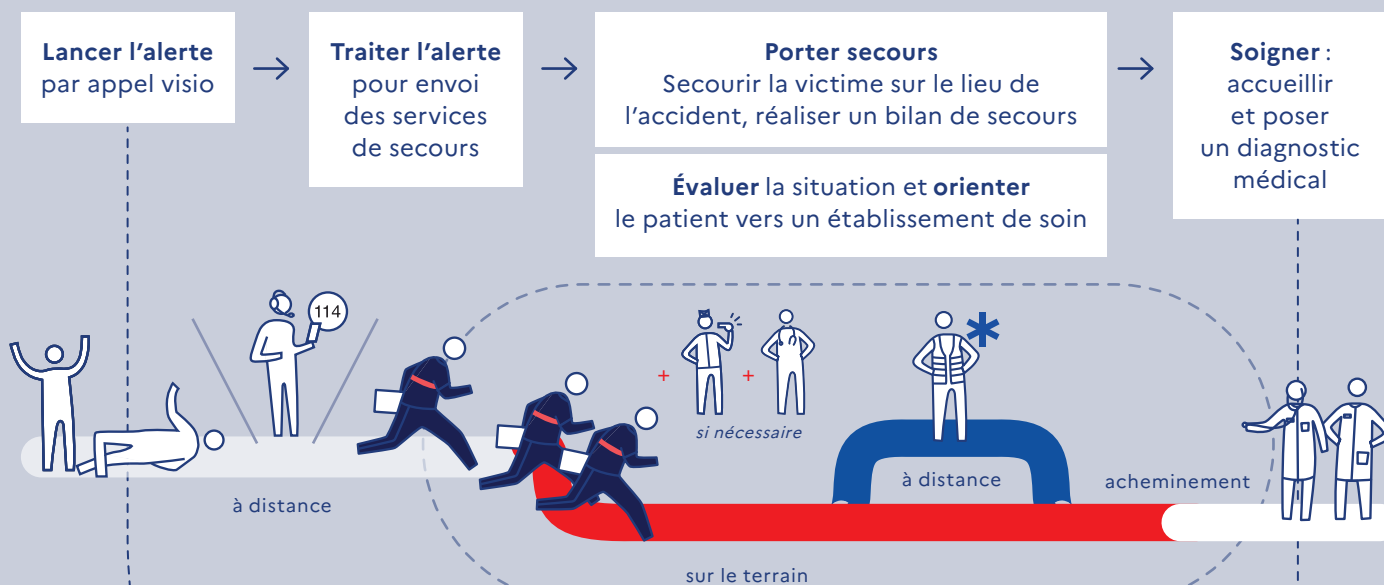 Lancer l’alerte
par appel visio
Traiter l’alerte
pour envoi
des services
de secours
Porter secours
Secourir la victime sur le lieu de
l’accident, réaliser un bilan de secours
Évaluer la situation et orienter
le patient vers un établissement de soin
Soigner :
accueillir
et poser
un diagnostic
médical
114
+
+
si nécessaire
*
à distance
à distance
acheminement
sur le terrain